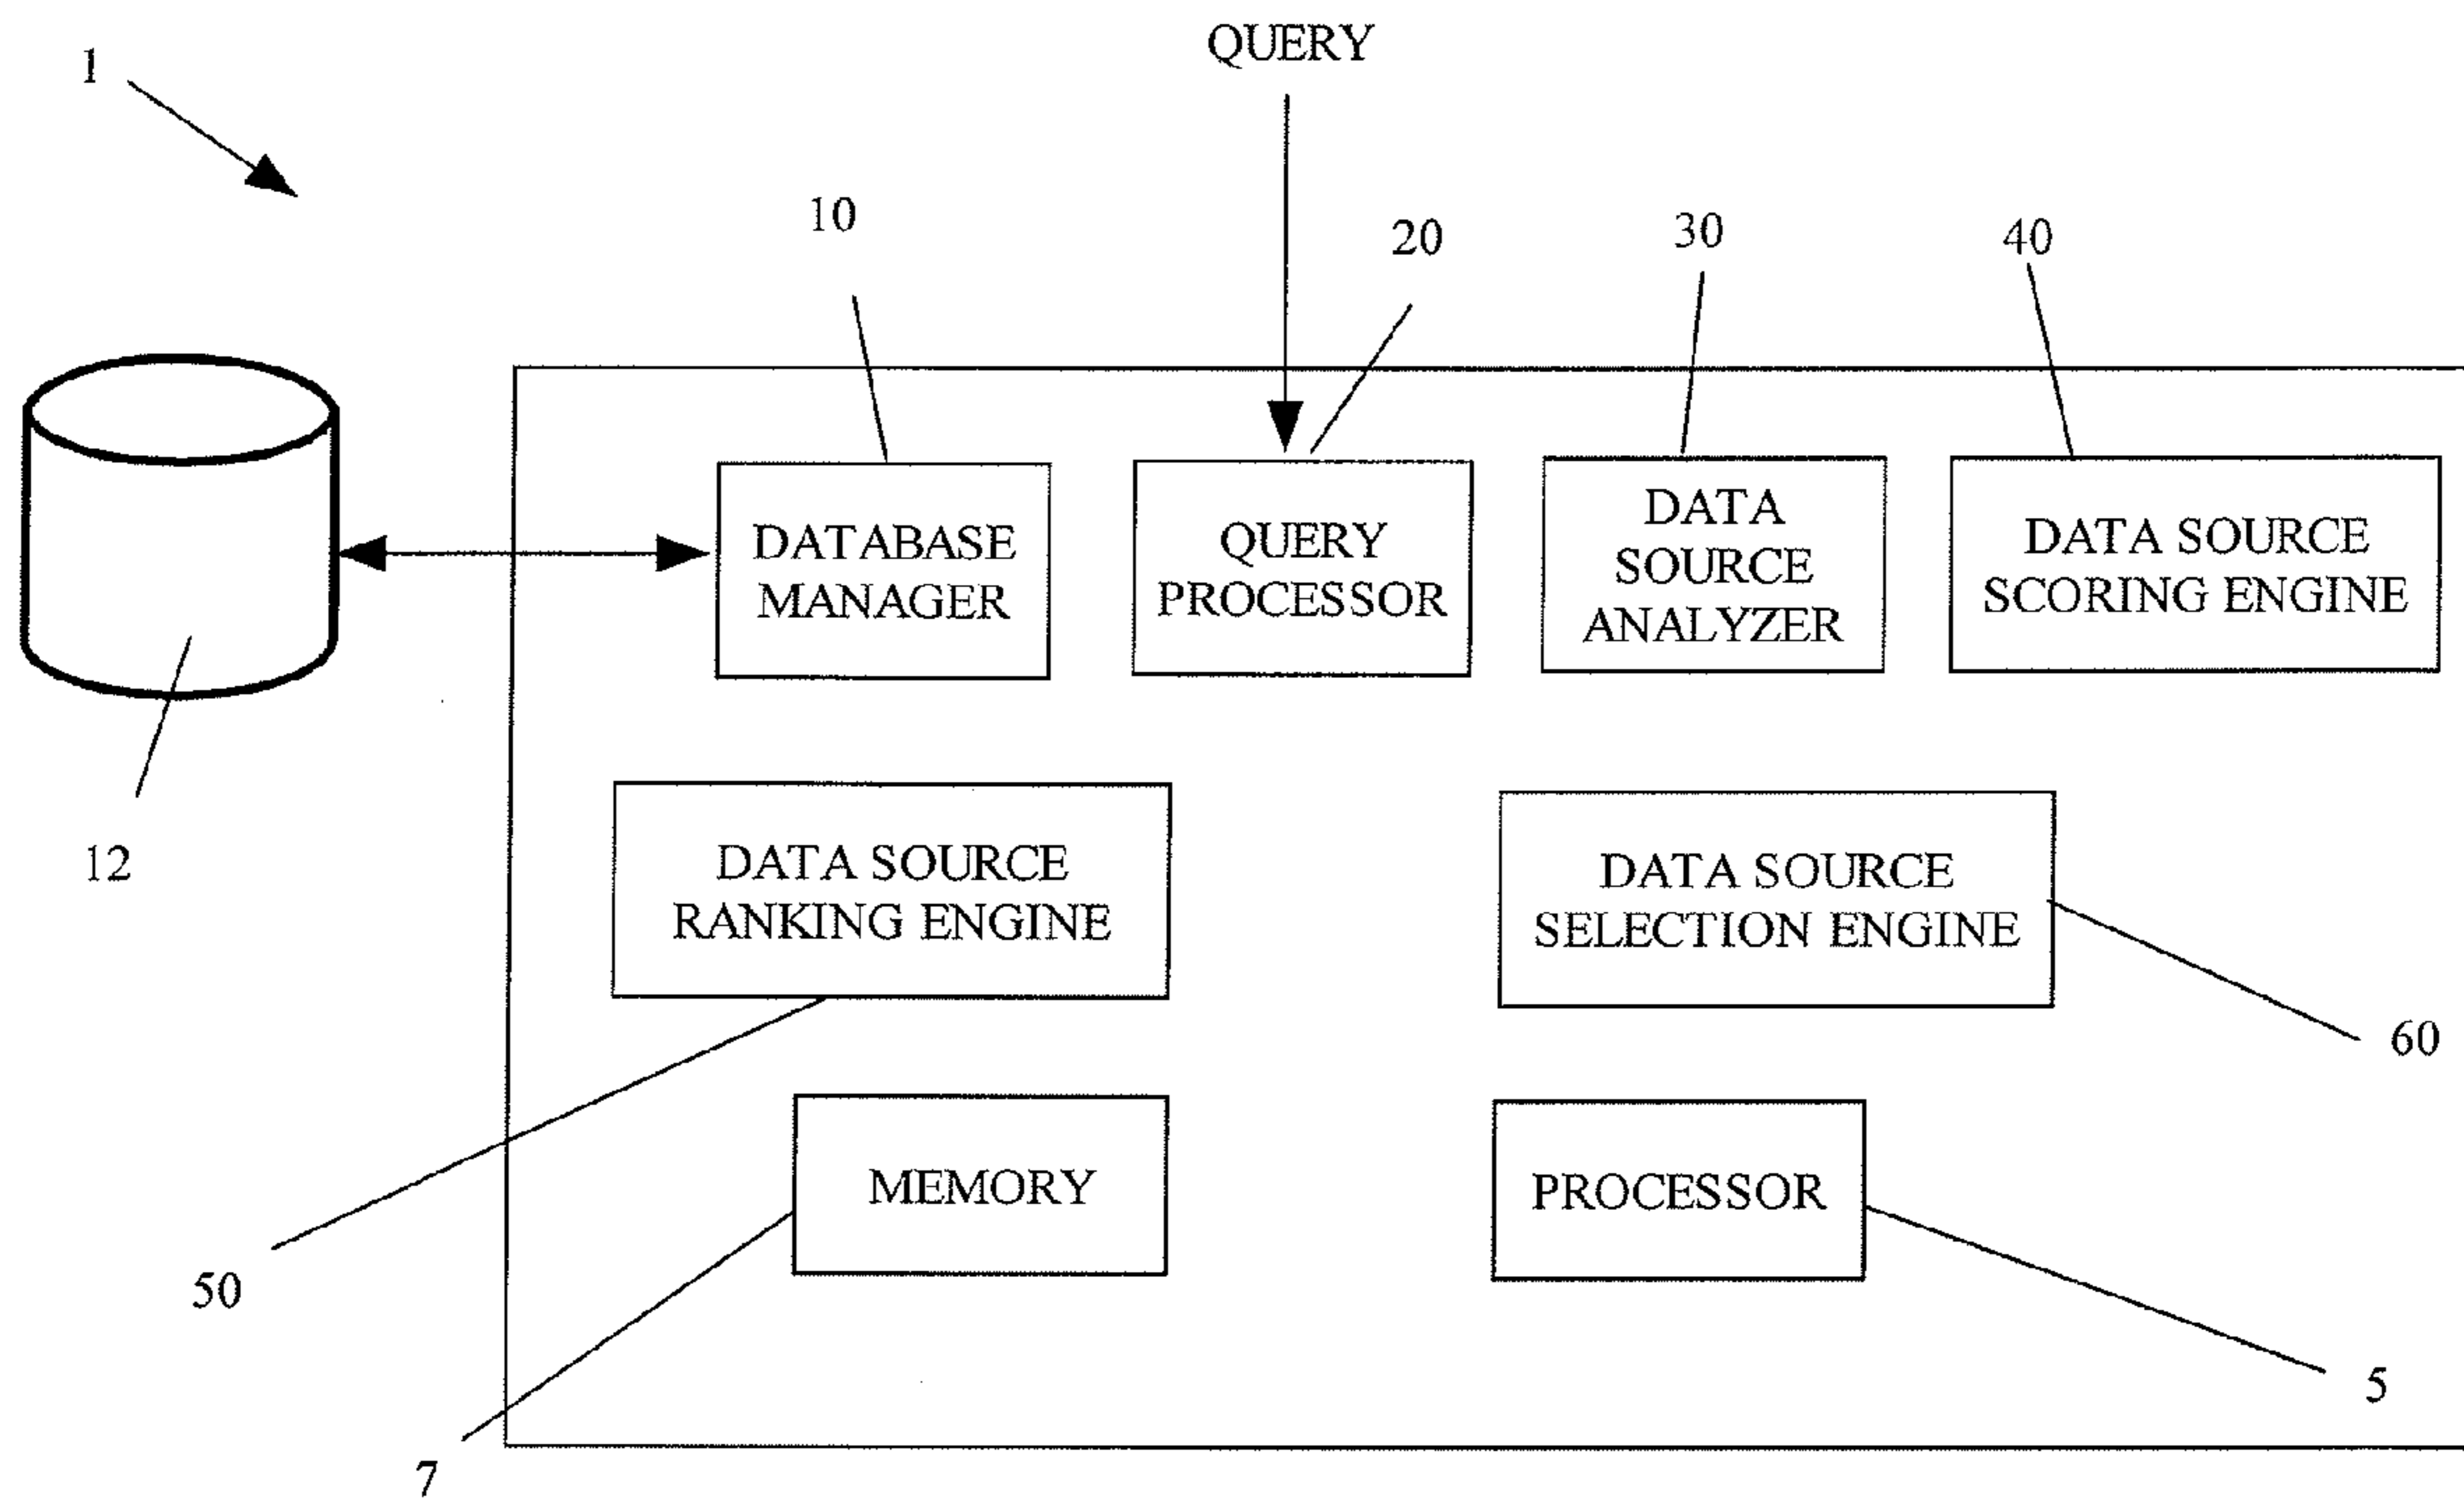 QUERY
1
10
20
30
40
DATABASE
MANAGER
QUERY
PROCESSOR
DATA
SOURCE
ANALYZER
DATA SOURCE
SCORING ENGINE
12
DATA SOURCE
RANKING ENGINE
DATA SOURCE
SELECTION ENGINE
60
MEMORY
PROCESSOR
50
5
7